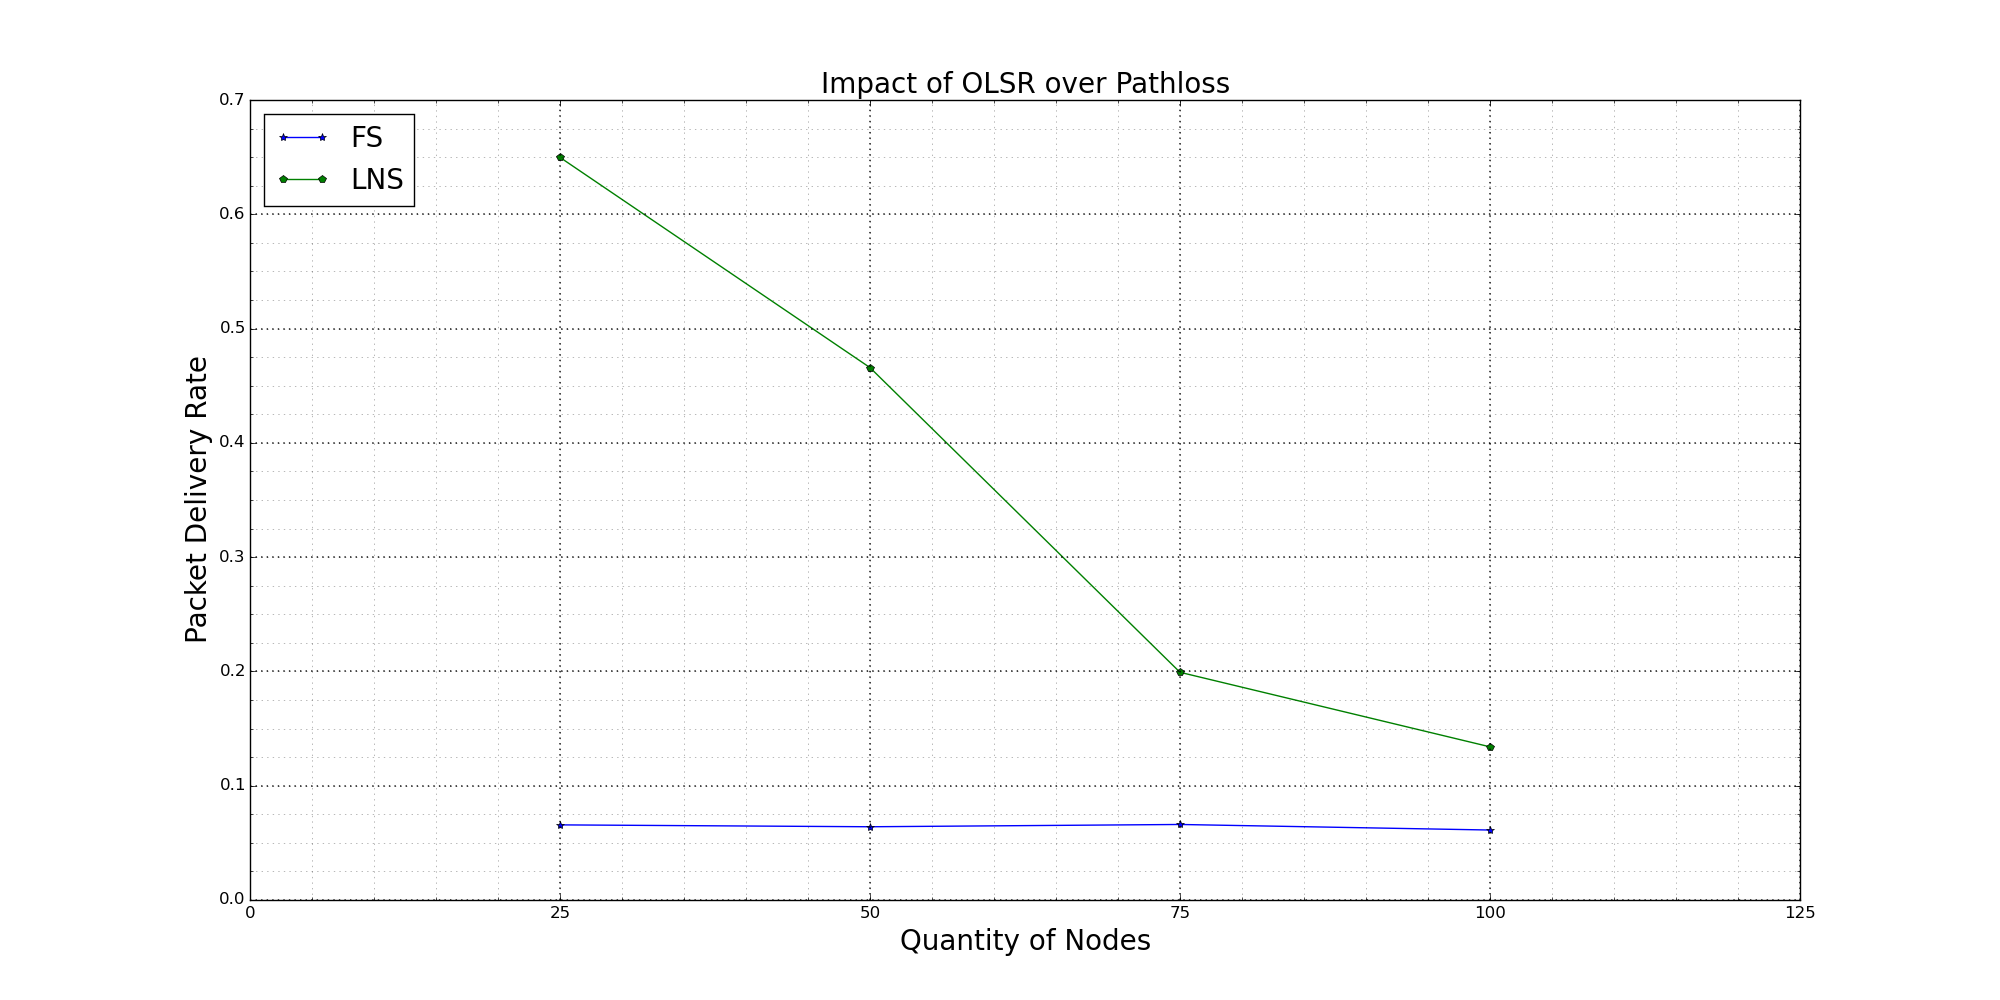 Impact of OLSR over Pathloss
FS
LNS
Packet Delivery Rate
0.7
0.6
0.5
0.4
0.3
0.2
0.1
0.0
0 25 50 75 100 125
Quantity of Nodes